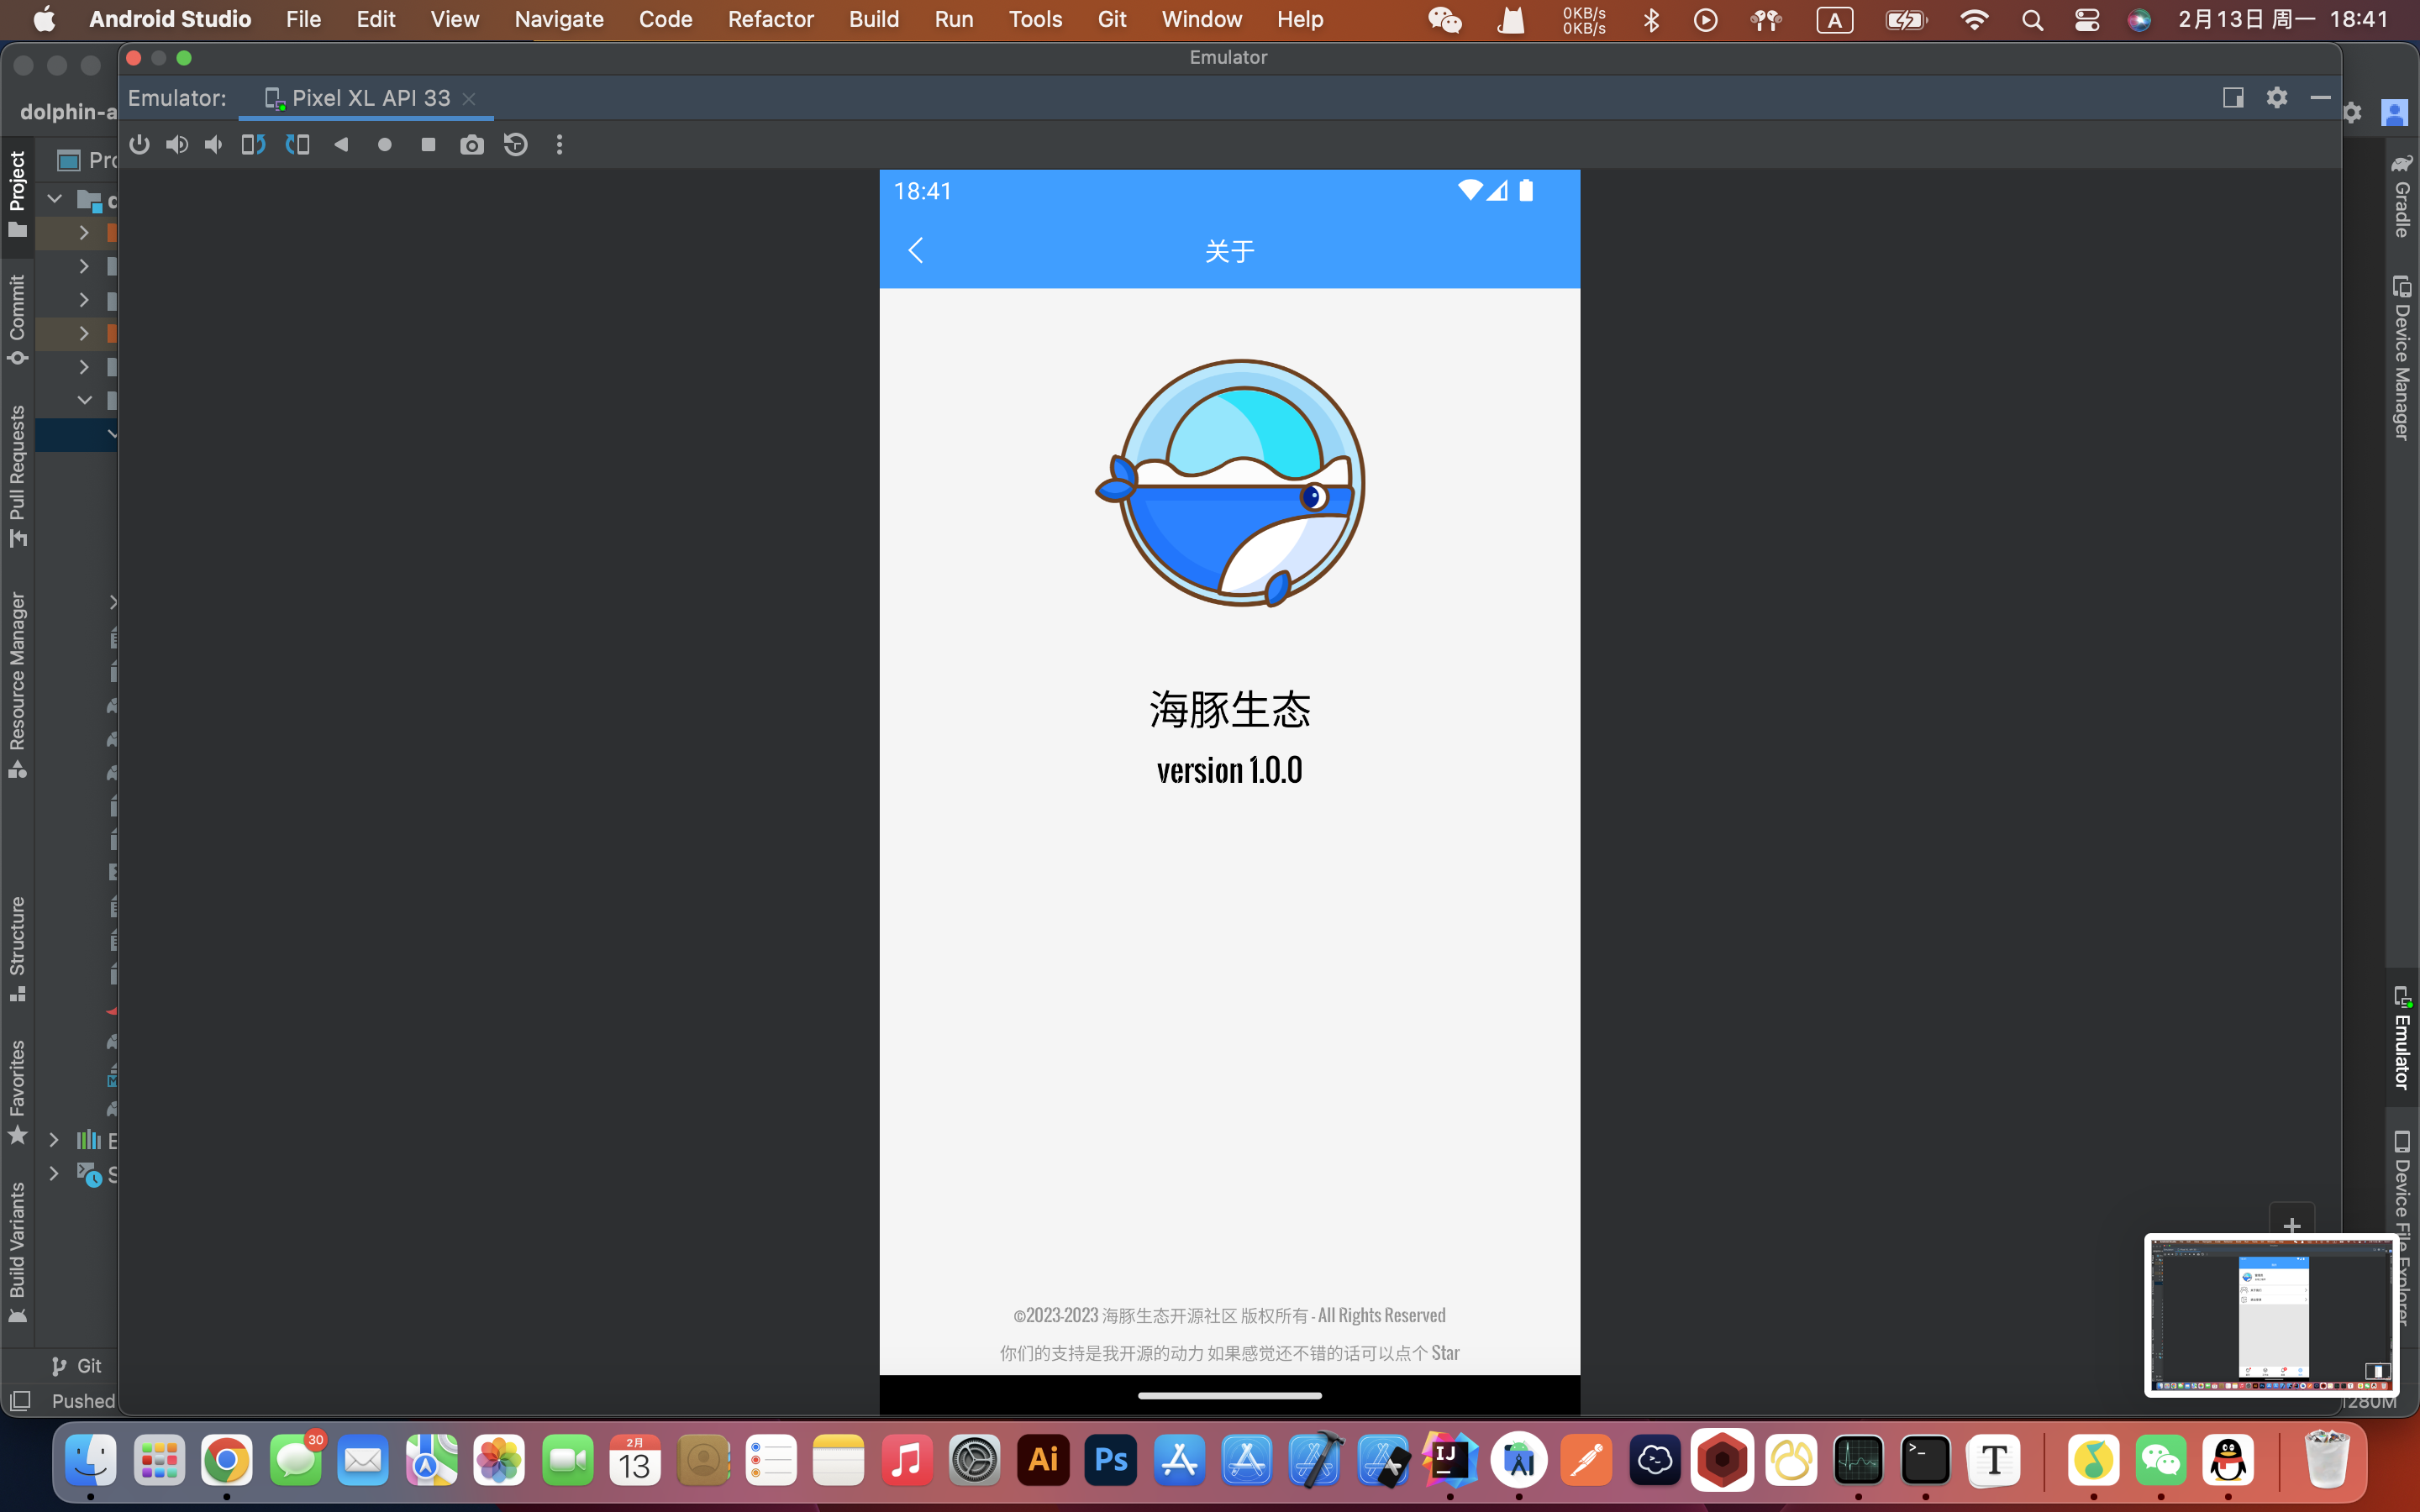 Android Studio File Edit View Navigate Code Refactor Build Run Tools Git Window Help 0KB/s 0KB/s A 2月13日 周一 18:41
Emulator
Emulator: Pixel XL API 33
dolphin-a
Project
Commit
Pull Requests
Resource Manager
Structure
Favorites
Build Variants
Gradle
Device Manager
Emulator
Device File Explorer
18:41
关于
海豚生态
version 1.0.0
©2023-2023 海豚生态开源社区 版权所有 - All Rights Reserved
你们的支持是我开源的动力 如果感觉还不错的话可以点个 Star
Git
Pushed
1280M
30
2月
13
Ai
Ps
IJ
T